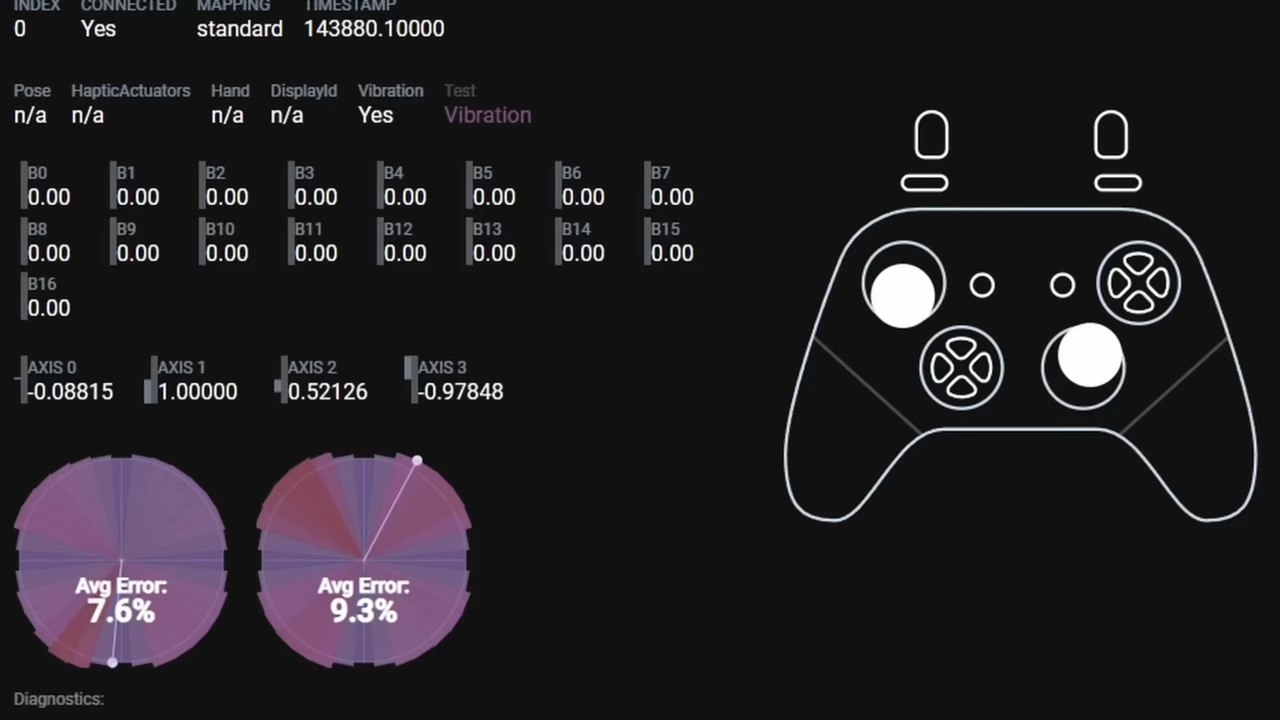 INDEX CONNECTED MAPPING TIMESTAMP
0 Yes standard 143880.10000
Pose HapticActuators Hand DisplayId Vibration Test
n/a n/a n/a n/a Yes Vibration
B0 B1 B2 B3 B4 B5 B6 B7
0.00 0.00 0.00 0.00 0.00 0.00 0.00 0.00
B8 B9 B10 B11 B12 B13 B14 B15
0.00 0.00 0.00 0.00 0.00 0.00 0.00 0.00
B16
0.00
AXIS 0 AXIS 1 AXIS 2 AXIS 3
-0.08815 1.00000 0.52126 -0.97848
Avg Error: Avg Error:
7.6% 9.3%
Diagnostics: